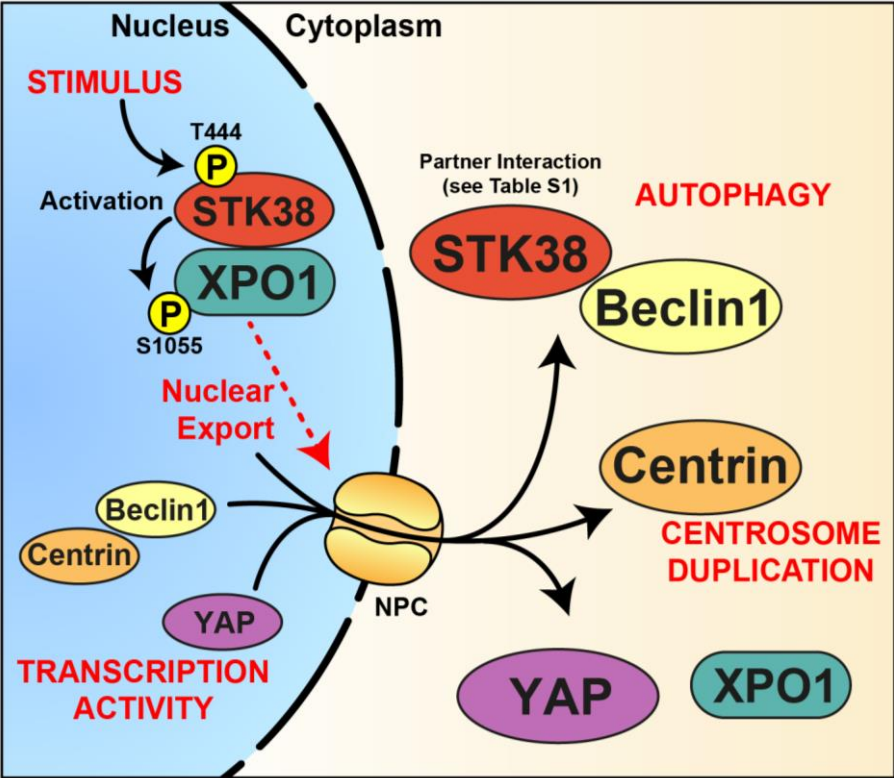 Nucleus
Cytoplasm
STIMULUS
T444
P
Activation
STK38
XPO1
P
S1055
Nuclear
Export
Beclin1
Centrin
YAP
TRANSCRIPTION
ACTIVITY
NPC
Partner Interaction
(see Table S1)
AUTOPHAGY
STK38
Beclin1
Centrin
CENTROSOME
DUPLICATION
YAP
XPO1